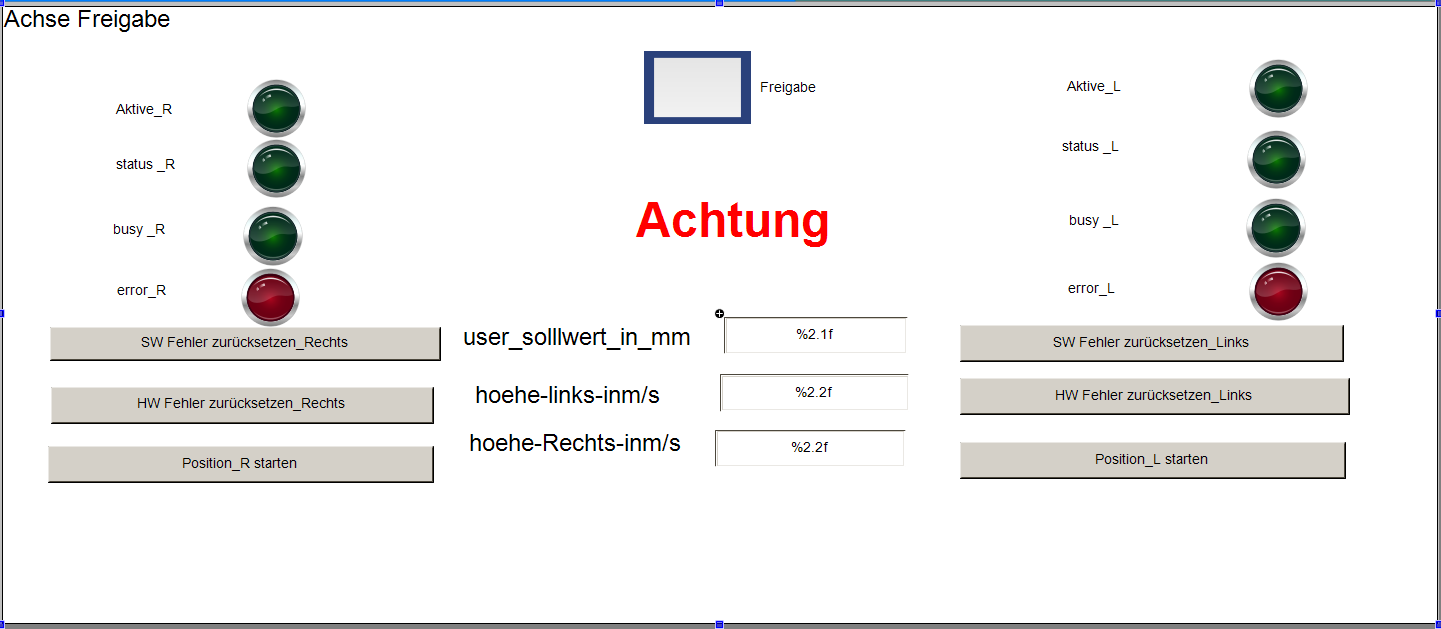 Achse Freigabe
Freigabe
Aktive_R
status _R
busy _R
error_R
SW Fehler zurücksetzen_Rechts
HW Fehler zurücksetzen_Rechts
Position_R starten
Achtung
user_solllwert_in_mm %2.1f
hoehe-links-inm/s %2.2f
hoehe-Rechts-inm/s %2.2f
Aktive_L
status _L
busy _L
error_L
SW Fehler zurücksetzen_Links
HW Fehler zurücksetzen_Links
Position_L starten